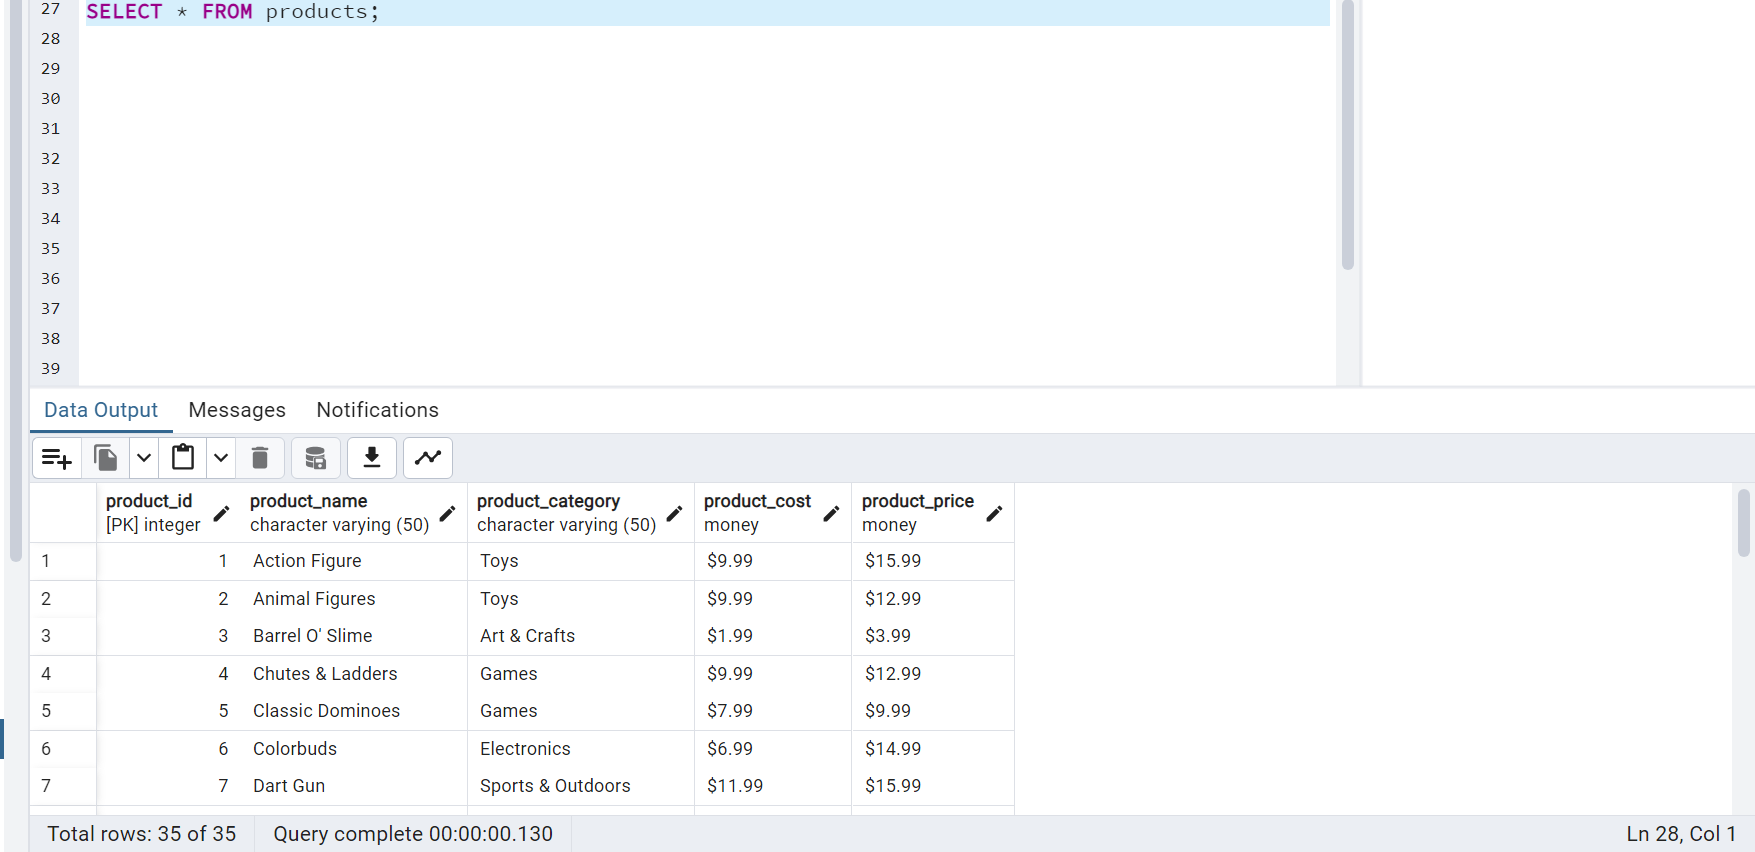 27 SELECT * FROM products;
28
29
30
31
32
33
34
35
36
37
38
39
Data Output Messages Notifications
product_id product_name product_category product_cost product_price
[PK] integer character varying (50) character varying (50) money money
1 1 Action Figure Toys $9.99 $15.99
2 2 Animal Figures Toys $9.99 $12.99
3 3 Barrel O' Slime Art & Crafts $1.99 $3.99
4 4 Chutes & Ladders Games $9.99 $12.99
5 5 Classic Dominoes Games $7.99 $9.99
6 6 Colorbuds Electronics $6.99 $14.99
7 7 Dart Gun Sports & Outdoors $11.99 $15.99
Total rows: 35 of 35 Query complete 00:00:00.130 Ln 28, Col 1